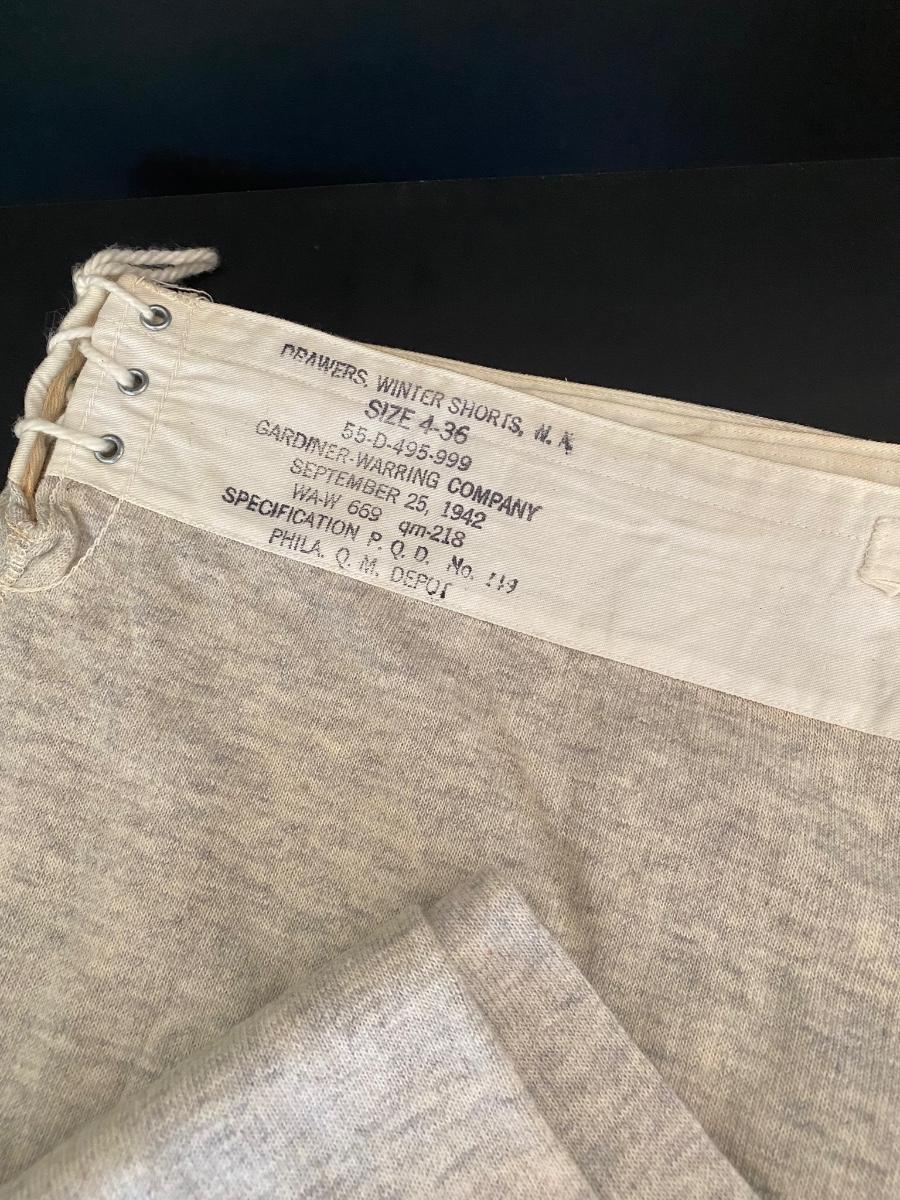 DRAWERS, WINTER SHORTS,
SIZE 4-36
55-D-495-999
GARDINER-WARRING COMPANY
SEPTEMBER 25, 1942
WA-W 669 qm-218
SPECIFICATION P. Q. D. No.
PHILA. Q. M. DEPOT